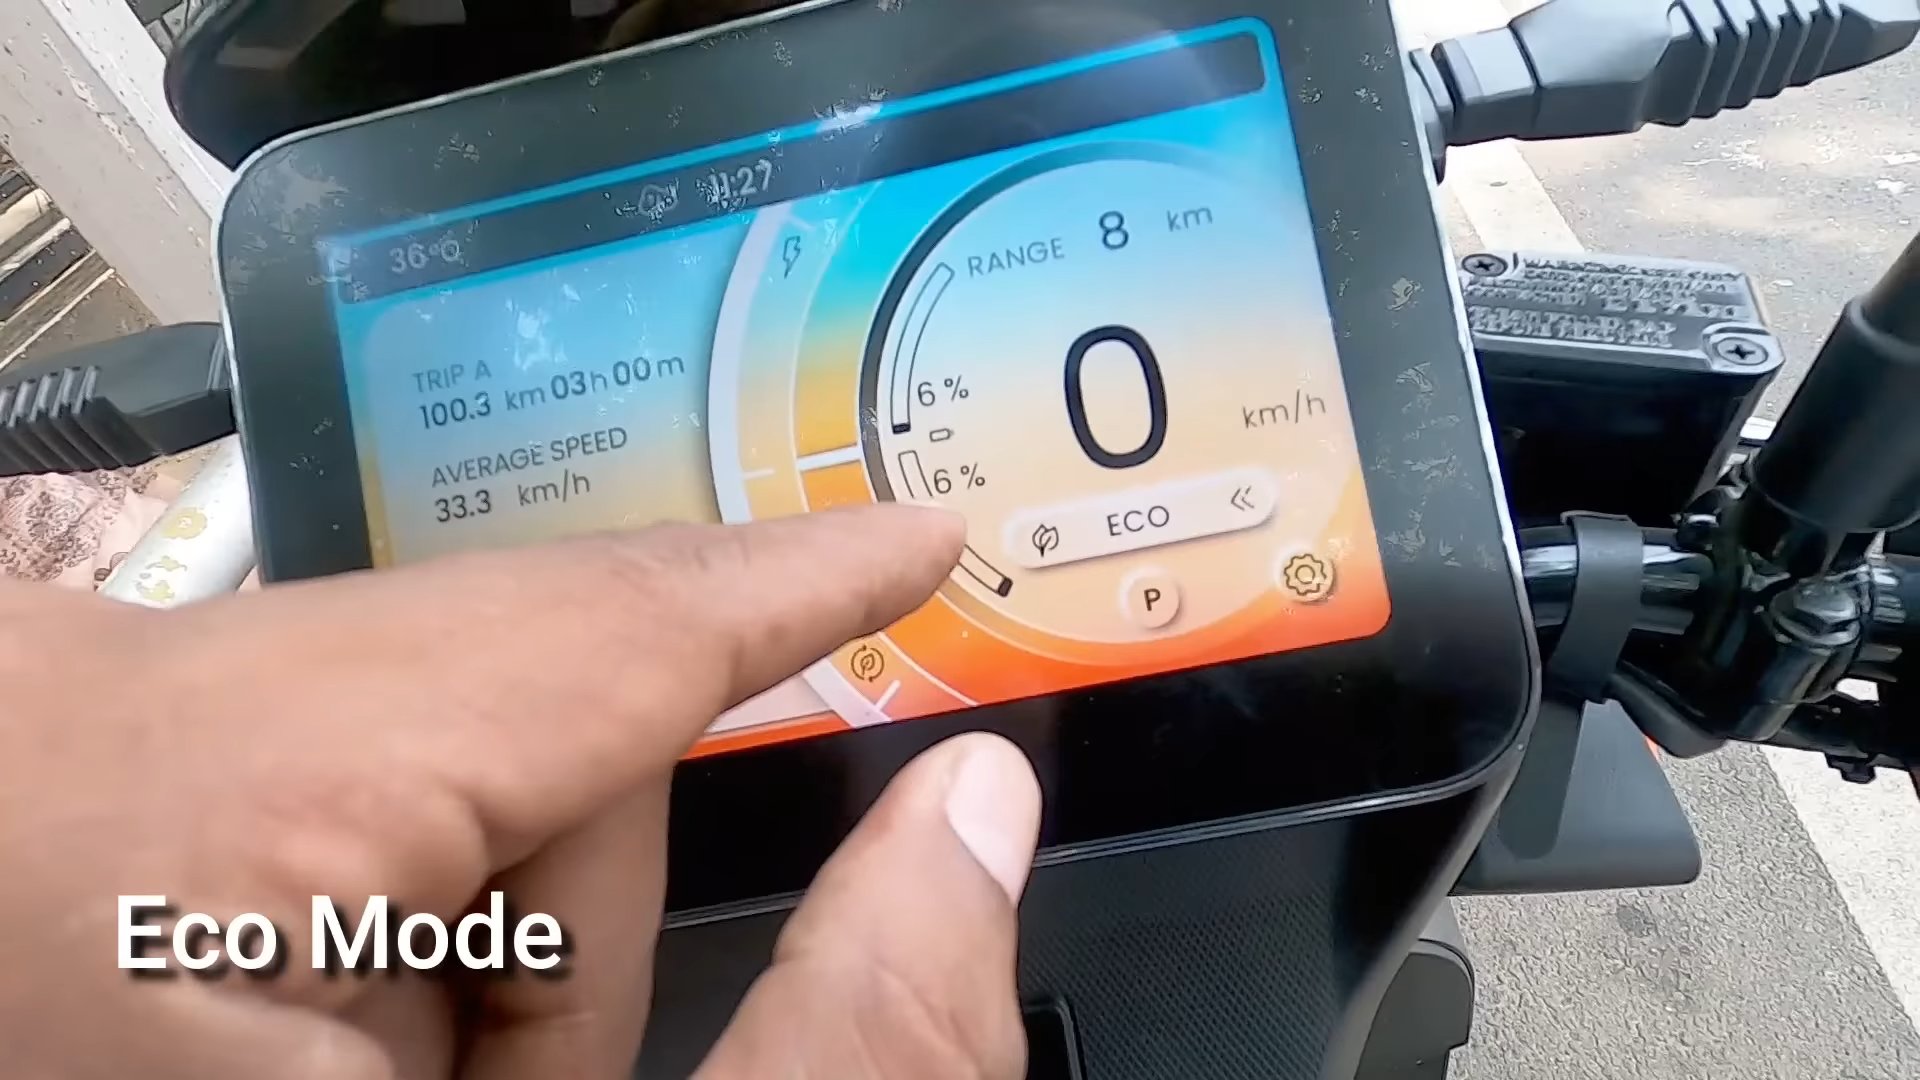 36°C
11:27
TRIP A
100.3 km 03h 00m
AVERAGE SPEED
33.3 km/h
RANGE 8 km
6 %
6 %
0
km/h
ECO
P
Eco Mode